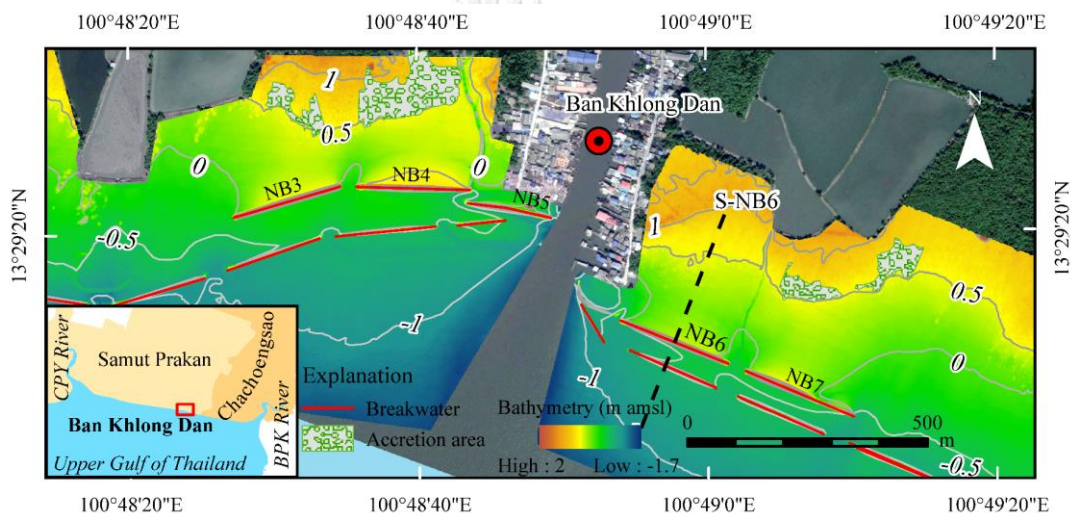 100°48'20"E 100°48'40"E 100°49'0"E 100°49'20"E
1
Ban Khlong Dan
N
0.5
0
0
NB3
NB4
NB5
S-NB6
13°29'20"N
13°29'20"N
-0.5
1
0.5
-1
NB6
0
NB7
-1
-0.5
CPY River
Samut Prakan
Chachoengsao
BPK River
Ban Khlong Dan
Upper Gulf of Thailand
Explanation
Breakwater
Accretion area
Bathymetry (m amsl)
High : 2 Low : -1.7
0 500
m
100°48'20"E 100°48'40"E 100°49'0"E 100°49'20"E